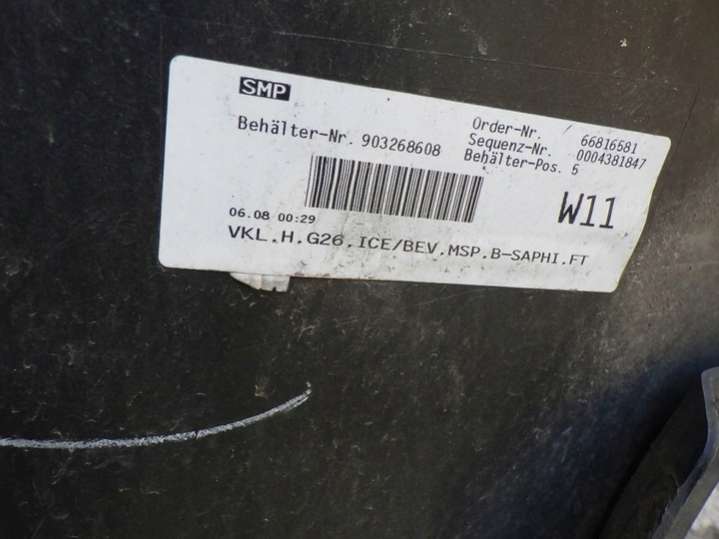 SMP
Behälter-Nr. 903268608
Order-Nr. 66816581
Sequenz-Nr. 0004381847
Behälter-Pos. 5
W11
06.08 00:29
VKL.H.G26.ICE/BEV.MSP.B-SAPHI.FT